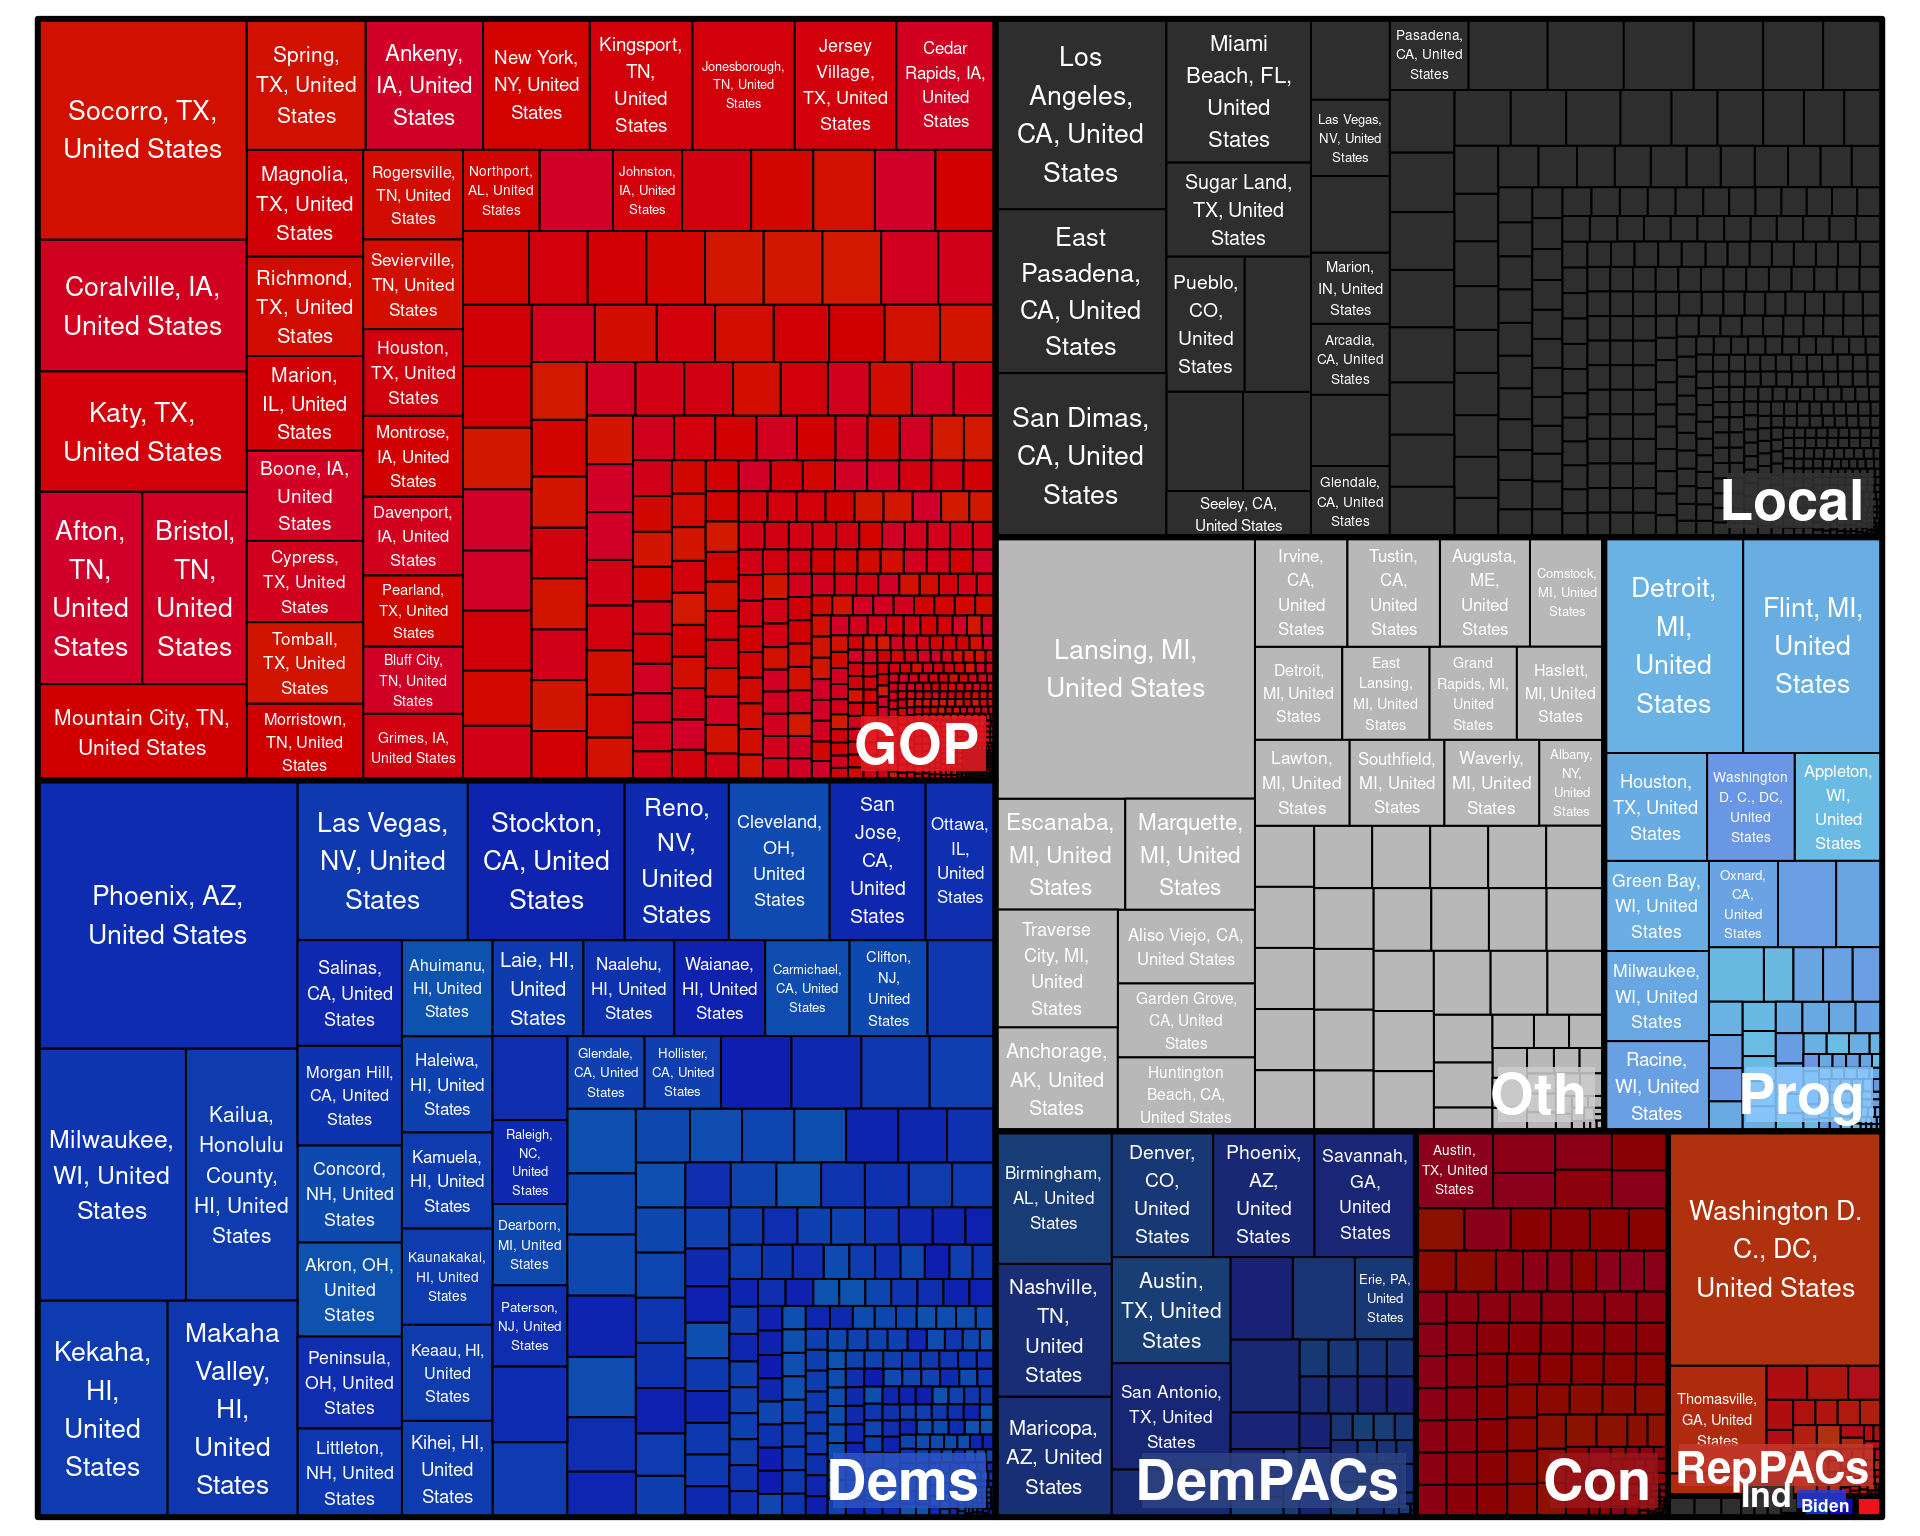 Socorro, TX,
United States
Coralville, IA,
United States
Katy, TX,
United States
Afton,
TN,
United
States
Bristol,
TN,
United
States
Mountain City, TN,
United States
Spring,
TX, United
States
Ankeny,
IA, United
States
New York,
NY, United
States
Kingsport,
TN,
United
States
Jonesborough,
TN, United
States
Jersey
Village,
TX, United
States
Cedar
Rapids, IA,
United
States
Magnolia,
TX, United
States
Richmond,
TX, United
States
Marion,
IL, United
States
Boone, IA,
United
States
Cypress,
TX, United
States
Tomball,
TX, United
States
Morristown,
TN, United
States
Rogersville,
TN, United
States
Sevierville,
TN, United
States
Houston,
TX, United
States
Montrose,
IA, United
States
Davenport,
IA, United
States
Pearland,
TX, United
States
Bluff City,
TN, United
States
Grimes, IA,
United States
Northport,
AL, United
States
Johnston,
IA, United
States
GOP
Los
Angeles,
CA, United
States
East
Pasadena,
CA, United
States
San Dimas,
CA, United
States
Miami
Beach, FL,
United
States
Sugar Land,
TX, United
States
Pueblo,
CO,
United
States
Seeley, CA,
United States
Las Vegas,
NV, United
States
Marion,
IN, United
States
Arcadia,
CA, United
States
Glendale,
CA, United
States
Pasadena,
CA, United
States
Local
Lansing, MI,
United States
Escanaba,
MI, United
States
Marquette,
MI, United
States
Traverse
City, MI,
United
States
Anchorage,
AK, United
States
Aliso Viejo, CA,
United States
Garden Grove,
CA, United
States
Huntington
Beach, CA,
United States
Irvine,
CA,
United
States
Tustin,
CA,
United
States
Augusta,
ME,
United
States
Comstock,
MI, United
States
Detroit,
MI, United
States
East
Lansing,
MI, United
States
Grand
Rapids, MI,
United
States
Haslett,
MI, United
States
Lawton,
MI, United
States
Southfield,
MI, United
States
Waverly,
MI, United
States
Albany,
NY,
United
States
Oth
Detroit,
MI,
United
States
Flint, MI,
United
States
Houston,
TX, United
States
Washington
D. C., DC,
United
States
Appleton,
WI,
United
States
Green Bay,
WI, United
States
Oxnard,
CA,
United
States
Milwaukee,
WI, United
States
Racine,
WI, United
States
Prog
Phoenix, AZ,
United States
Milwaukee,
WI, United
States
Kailua,
Honolulu
County,
HI, United
States
Kekaha,
HI,
United
States
Makaha
Valley,
HI,
United
States
Las Vegas,
NV, United
States
Stockton,
CA, United
States
Reno,
NV,
United
States
Cleveland,
OH,
United
States
San
Jose,
CA,
United
States
Ottawa,
IL,
United
States
Salinas,
CA, United
States
Morgan Hill,
CA, United
States
Concord,
NH, United
States
Akron, OH,
United
States
Peninsula,
OH, United
States
Littleton,
NH, United
States
Ahuimanu,
HI, United
States
Haleiwa,
HI, United
States
Kamuela,
HI, United
States
Kaunakakai,
HI, United
States
Keaau, HI,
United
States
Kihei, HI,
United
States
Laie, HI,
United
States
Naalehu,
HI, United
States
Waianae,
HI, United
States
Carmichael,
CA, United
States
Clifton,
NJ,
United
States
Raleigh,
NC,
United
States
Dearborn,
MI, United
States
Paterson,
NJ, United
States
Glendale,
CA, United
States
Hollister,
CA, United
States
Dems
Birmingham,
AL, United
States
Nashville,
TN,
United
States
Maricopa,
AZ, United
States
Denver,
CO,
United
States
Phoenix,
AZ,
United
States
Savannah,
GA,
United
States
Austin,
TX, United
States
San Antonio,
TX, United
States
Erie, PA,
United
States
DemPACs
Austin,
TX, United
States
Con
Washington D.
C., DC,
United States
Thomasville,
GA, United
States
RepPACs
Ind
Biden